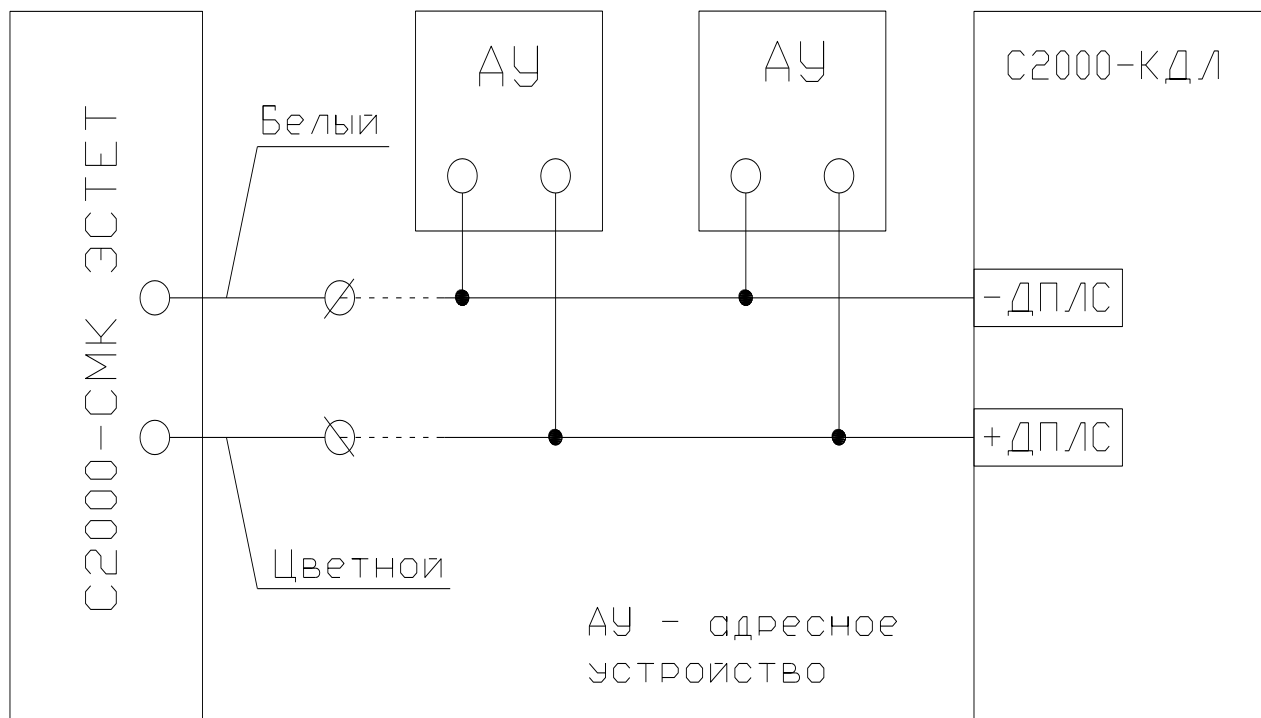 С2000-СМК ЭСТЕТ
Белый
АУ
АУ
С2000-КДЛ
-ДПЛС
+ДПЛС
Цветной
АУ - адресное
устройство